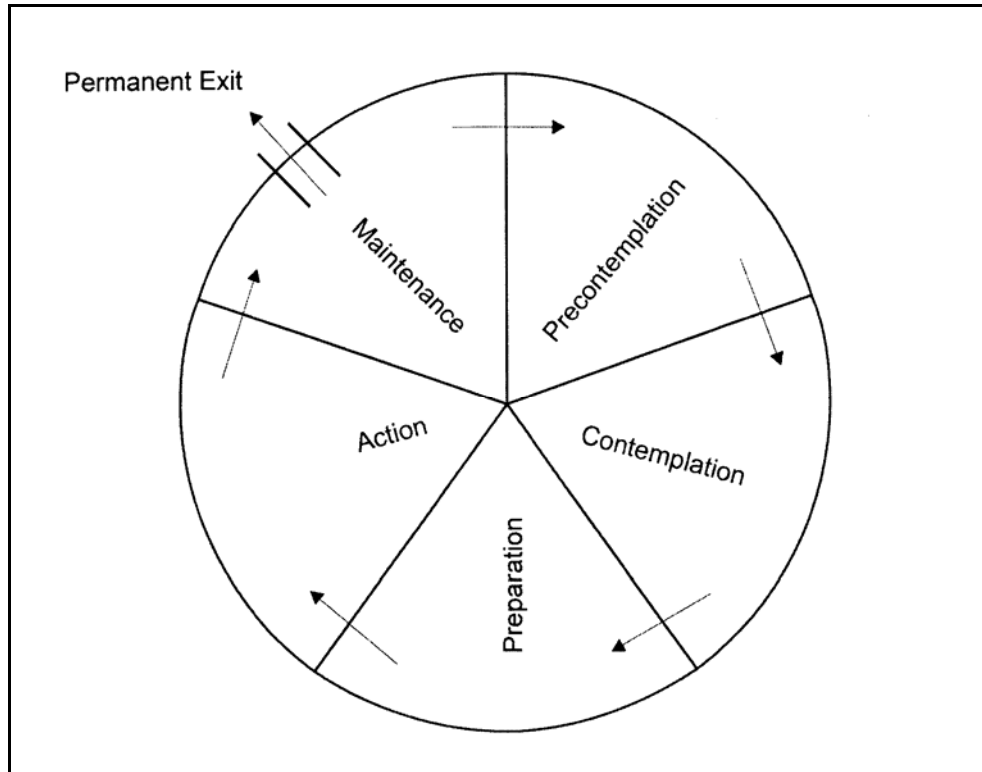 Permanent Exit
Precontemplation
Maintenance
Contemplation
Action
Preparation